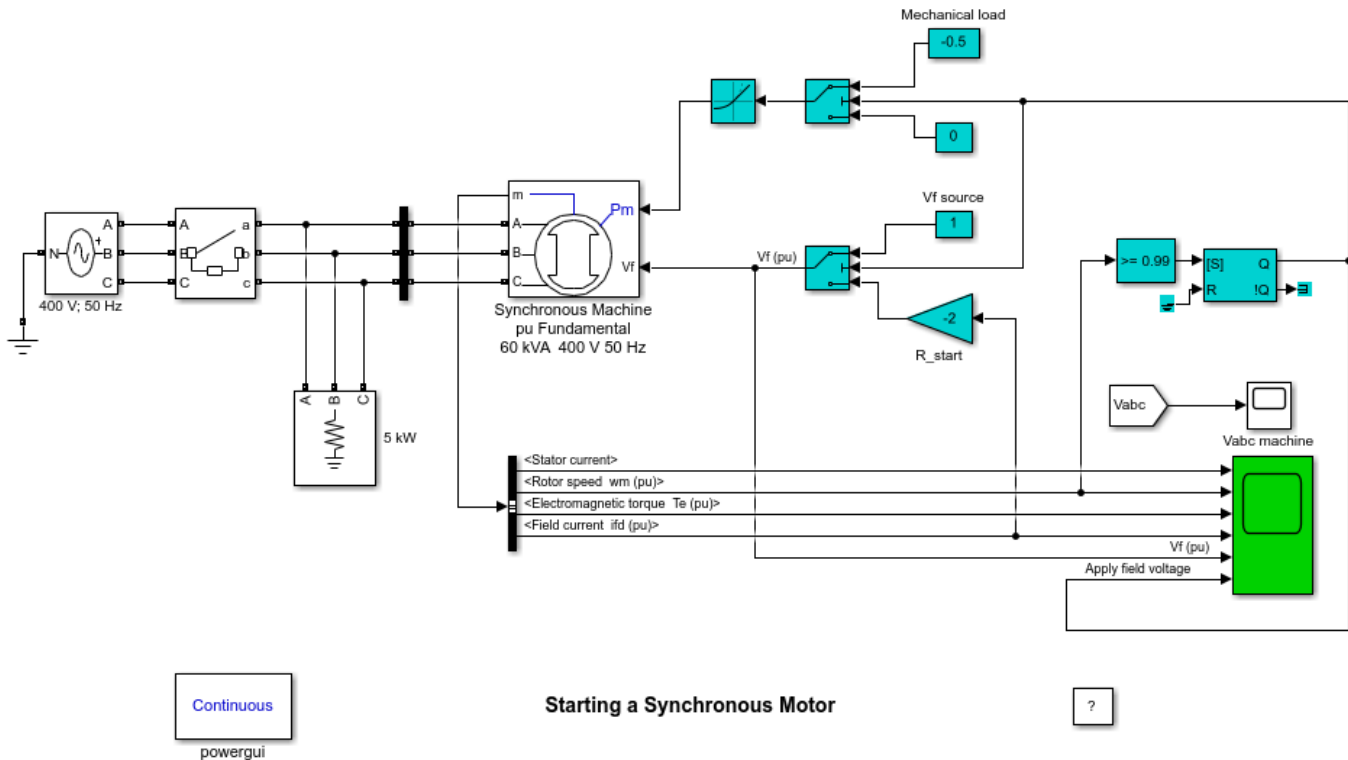 Mechanical load
-0.5
0
Vf source
1
m
Pm
A
B
C
Vf
Synchronous Machine
pu Fundamental
60 kVA 400 V 50 Hz
N
A
B
C
400 V; 50 Hz
A
B
C
a
b
c
A
B
C
5 kW
Vf (pu)
-2
R_start
>= 0.99
[S]
R
Q
!Q
Vabc
Vabc machine
<Stator current>
<Rotor speed wm (pu)>
<Electromagnetic torque Te (pu)>
<Field current ifd (pu)>
Vf (pu)
Apply field voltage
Continuous
powergui
Starting a Synchronous Motor
?